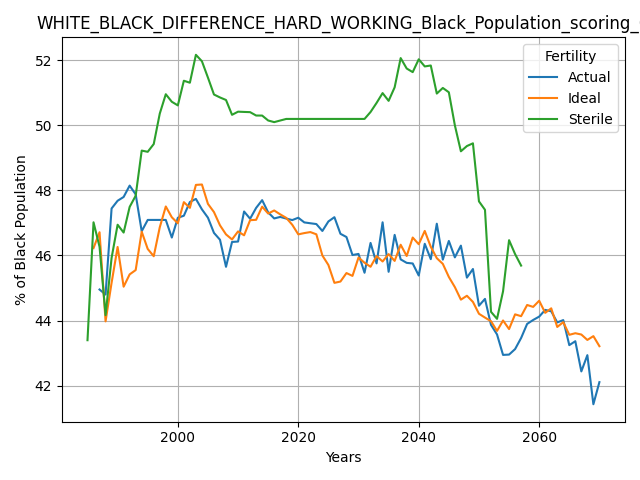 WHITE_BLACK_DIFFERENCE_HARD_WORKING_Black_Population_scoring_
Fertility
Actual
Ideal
Sterile
% of Black Population
52
50
48
46
44
42
2000 2020 2040 2060
Years